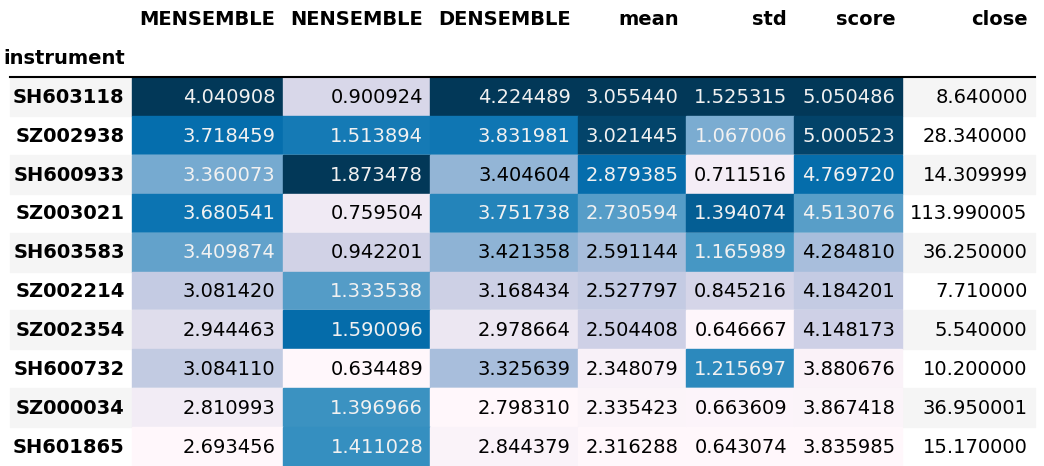 MENSEMBLE NENSEMBLE DENSEMBLE mean std score close
instrument
SH603118 4.040908 0.900924 4.224489 3.055440 1.525315 5.050486 8.640000
SZ002938 3.718459 1.513894 3.831981 3.021445 1.067006 5.000523 28.340000
SH600933 3.360073 1.873478 3.404604 2.879385 0.711516 4.769720 14.309999
SZ003021 3.680541 0.759504 3.751738 2.730594 1.394074 4.513076 113.990005
SH603583 3.409874 0.942201 3.421358 2.591144 1.165989 4.284810 36.250000
SZ002214 3.081420 1.333538 3.168434 2.527797 0.845216 4.184201 7.710000
SZ002354 2.944463 1.590096 2.978664 2.504408 0.646667 4.148173 5.540000
SH600732 3.084110 0.634489 3.325639 2.348079 1.215697 3.880676 10.200000
SZ000034 2.810993 1.396966 2.798310 2.335423 0.663609 3.867418 36.950001
SH601865 2.693456 1.411028 2.844379 2.316288 0.643074 3.835985 15.170000